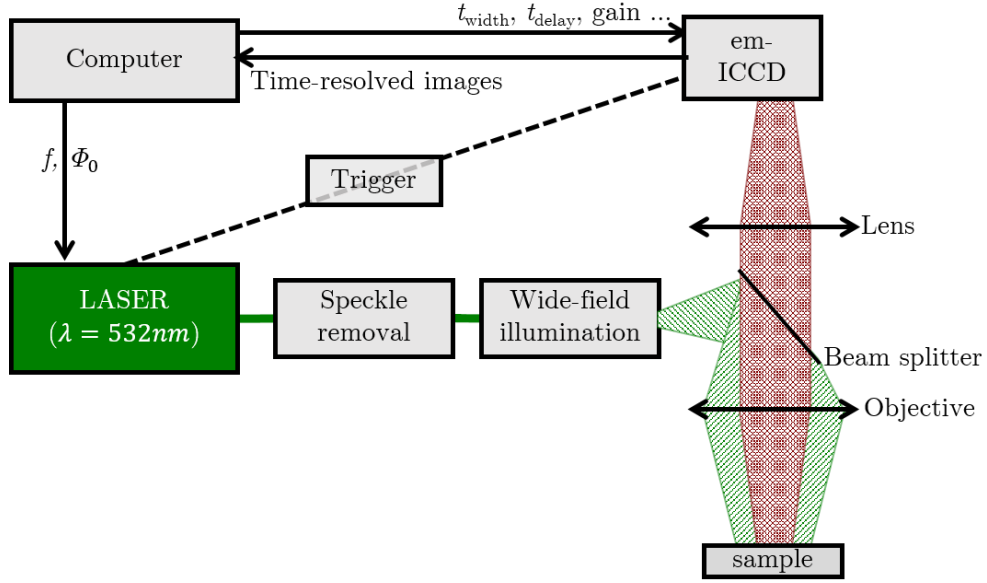 t_width, t_delay, gain ...
Computer
em-
ICCD
Time-resolved images
f, Φ₀
Trigger
Lens
LASER
(λ = 532nm)
Speckle
removal
Wide-field
illumination
Beam splitter
Objective
sample